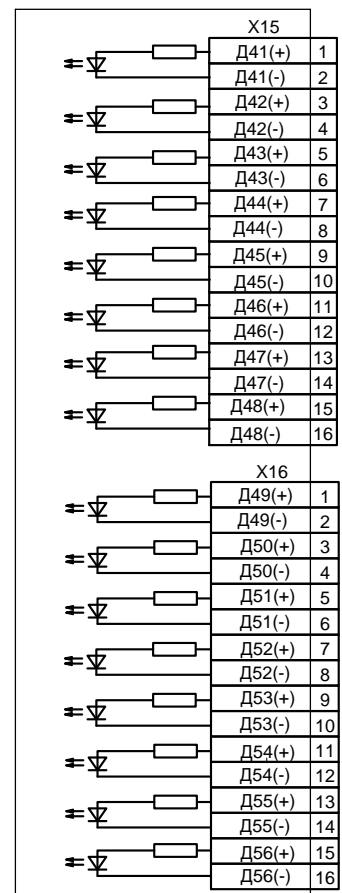 X15
Д41(+) 1
Д41(-) 2
Д42(+) 3
Д42(-) 4
Д43(+) 5
Д43(-) 6
Д44(+) 7
Д44(-) 8
Д45(+) 9
Д45(-) 10
Д46(+) 11
Д46(-) 12
Д47(+) 13
Д47(-) 14
Д48(+) 15
Д48(-) 16
X16
Д49(+) 1
Д49(-) 2
Д50(+) 3
Д50(-) 4
Д51(+) 5
Д51(-) 6
Д52(+) 7
Д52(-) 8
Д53(+) 9
Д53(-) 10
Д54(+) 11
Д54(-) 12
Д55(+) 13
Д55(-) 14
Д56(+) 15
Д56(-) 16